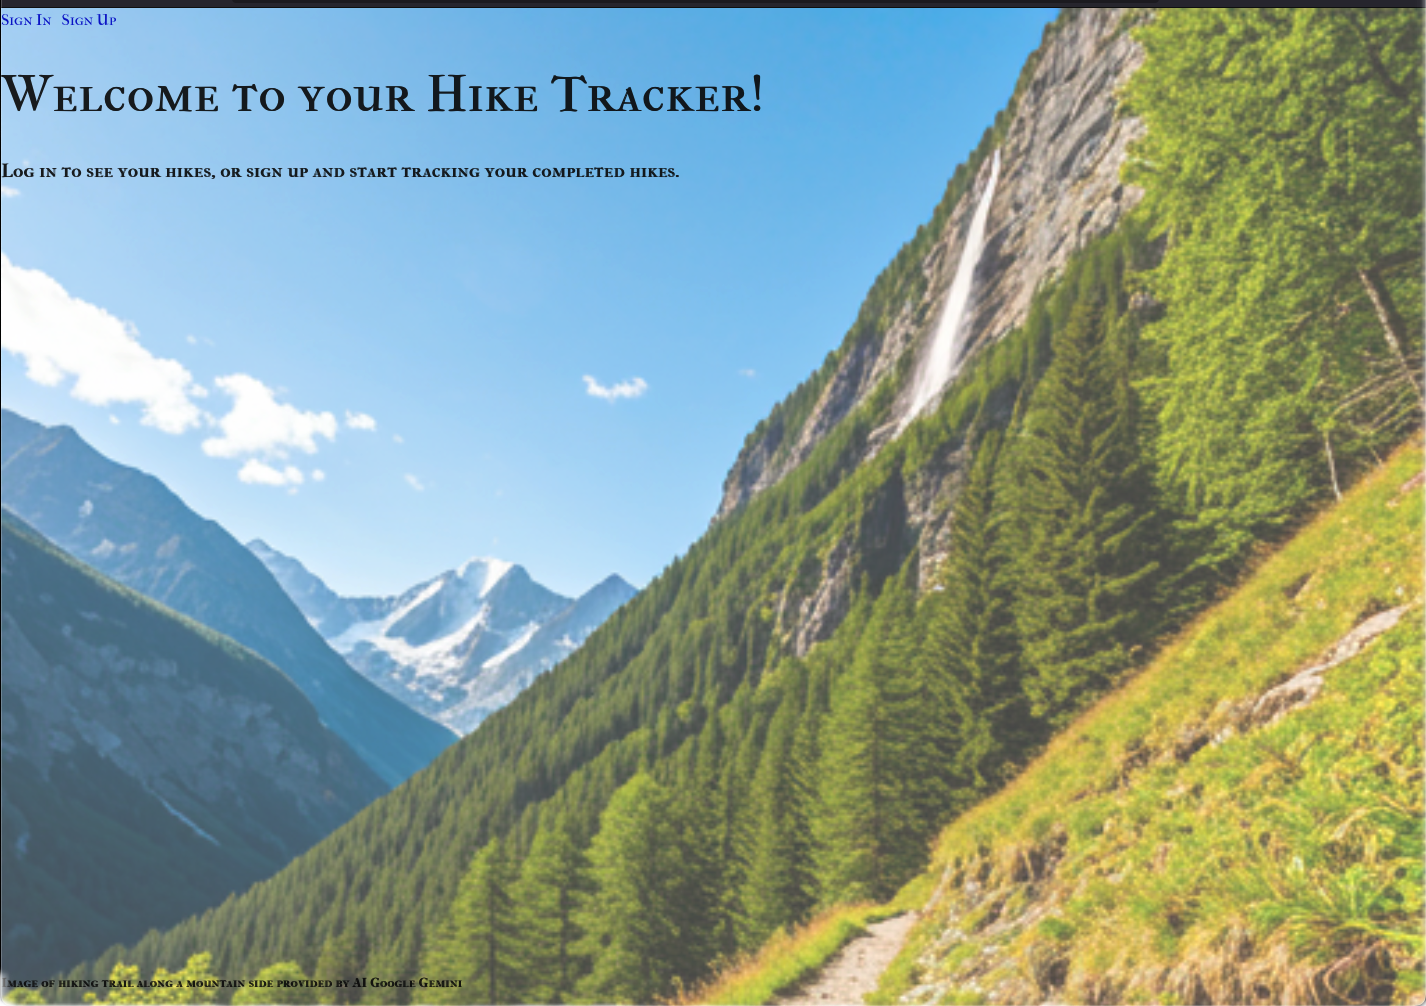 Sign In Sign Up
Welcome to your Hike Tracker!
Log in to see your hikes, or sign up and start tracking your completed hikes.
Image of hiking trail along a mountain side provided by AI Google Gemini